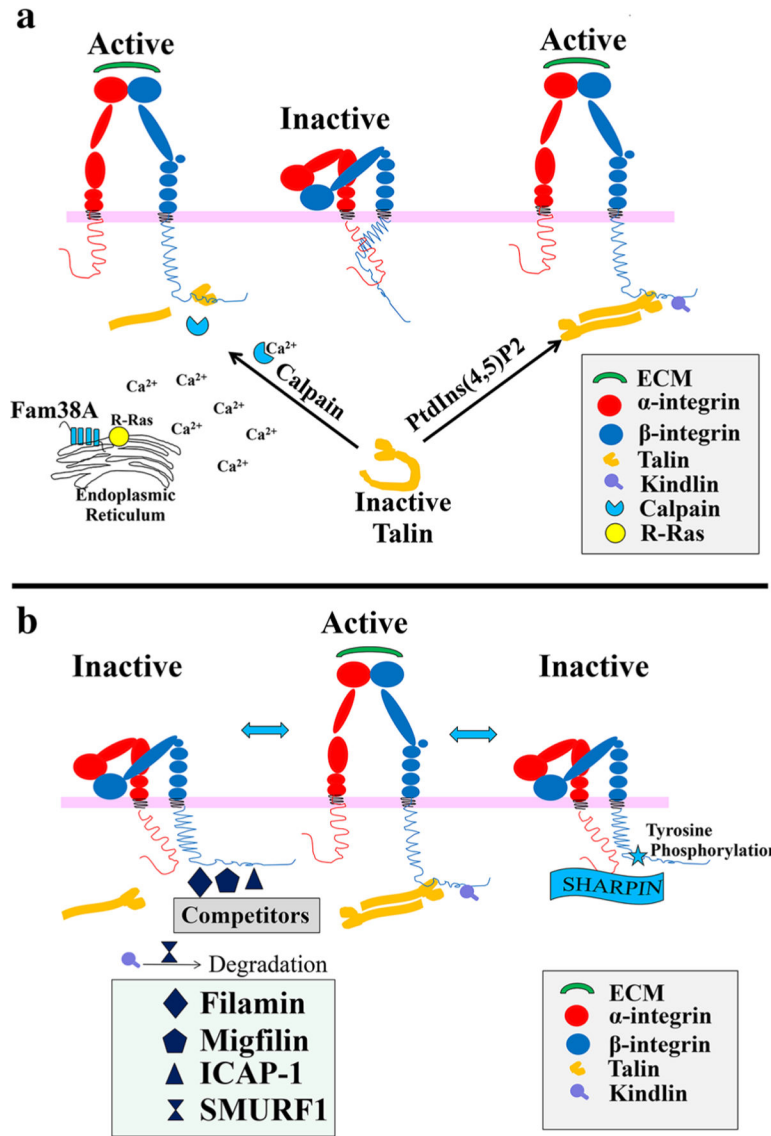 a
Active
Inactive
Active
Ca²⁺
Calpain
PtdIns(4,5)P2
Ca²⁺
Ca²⁺
Ca²⁺
Ca²⁺
Ca²⁺
Ca²⁺
Ca²⁺
Fam38A
R-Ras
Endoplasmic
Reticulum
Inactive
Talin
ECM
α-integrin
β-integrin
Talin
Kindlin
Calpain
R-Ras
b
Inactive
Active
Inactive
Tyrosine
Phosphorylation
SHARPIN
Competitors
Degradation
Filamin
Migfilin
ICAP-1
SMURF1
ECM
α-integrin
β-integrin
Talin
Kindlin